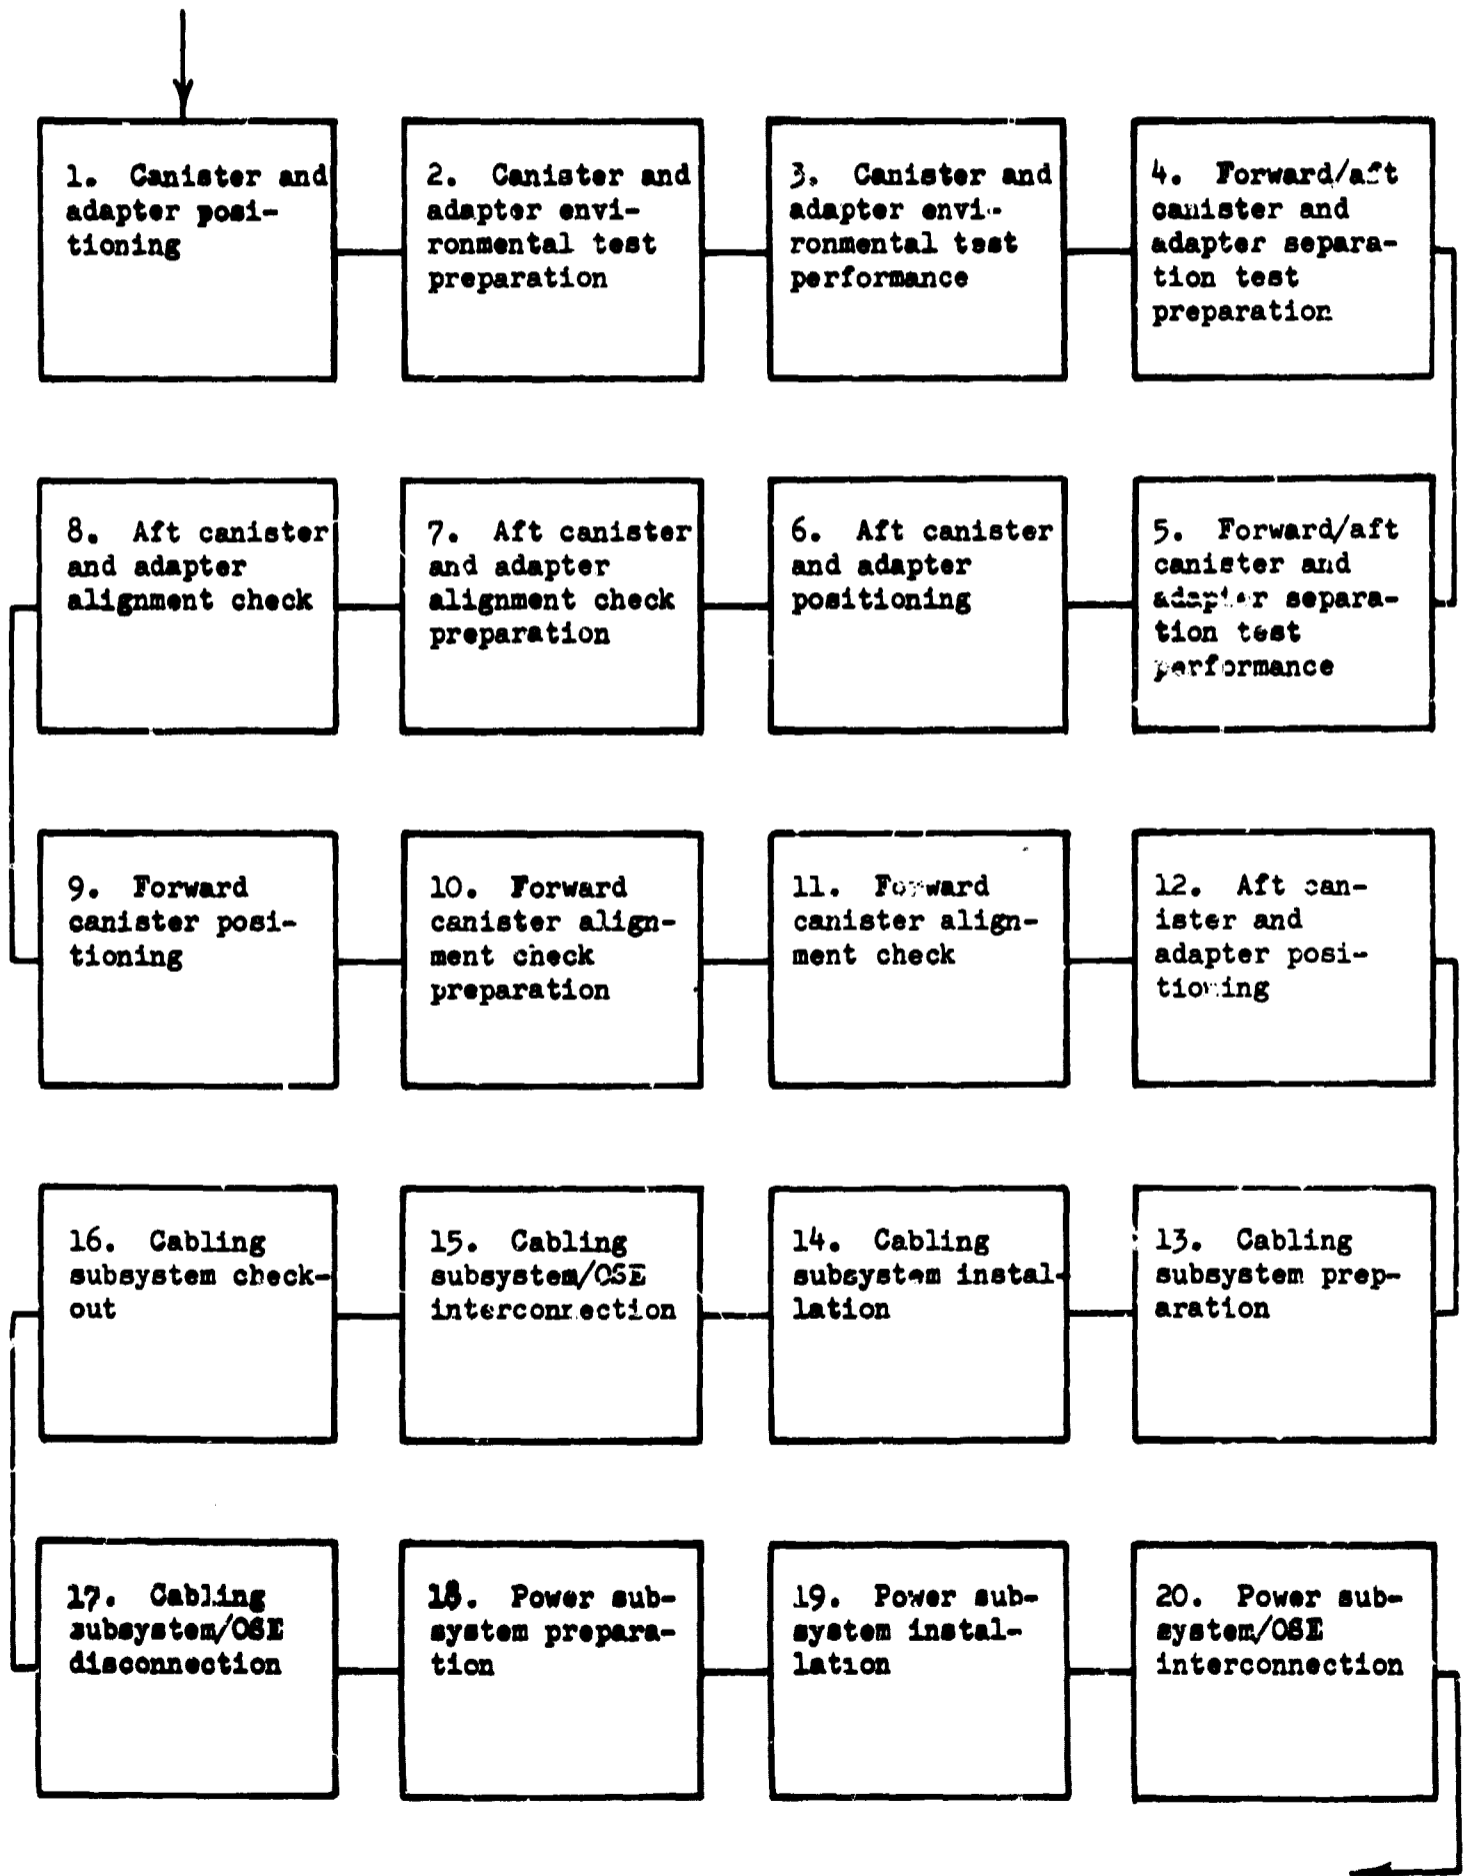 1. Canister and
adapter posi-
tioning
2. Canister and
adapter envi-
ronmental test
preparation
3. Canister and
adapter envi-
ronmental test
performance
4. Forward/aft
canister and
adapter separa-
tion test
preparation
5. Forward/aft
canister and
adapter separa-
tion test
performance
6. Aft canister
and adapter
positioning
7. Aft canister
and adapter
alignment check
preparation
8. Aft canister
and adapter
alignment check
9. Forward
canister posi-
tioning
10. Forward
canister align-
ment check
preparation
11. Forward
canister align-
ment check
12. Aft can-
ister and
adapter posi-
tioning
13. Cabling
subsystem prep-
aration
14. Cabling
subsystem instal-
lation
15. Cabling
subsystem/OSE
interconnection
16. Cabling
subsystem check-
out
17. Cabling
subsystem/OSE
disconnection
18. Power sub-
system prepara-
tion
19. Power sub-
system instal-
lation
20. Power sub-
system/OSE
interconnection